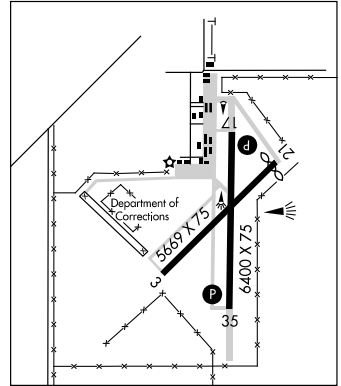 17
P
21
Department of
Corrections
5669 X 75
6400 X 75
3
P
35